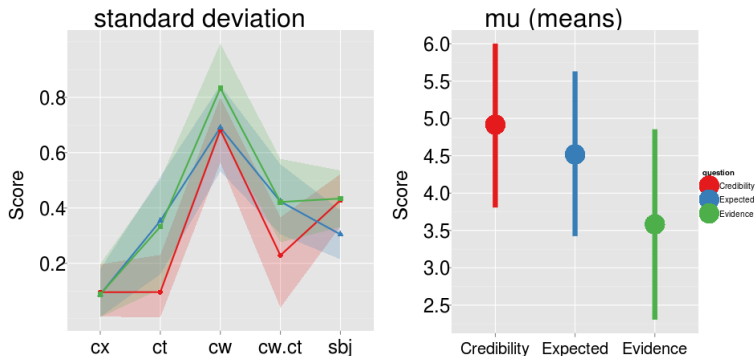 standard deviation
Score
0.8
0.6
0.4
0.2
cx ct cw cw.ct sbj
mu (means)
Score
6.0
5.5
5.0
4.5
4.0
3.5
3.0
2.5
Credibility Expected Evidence
question
Credibility
Expected
Evidence